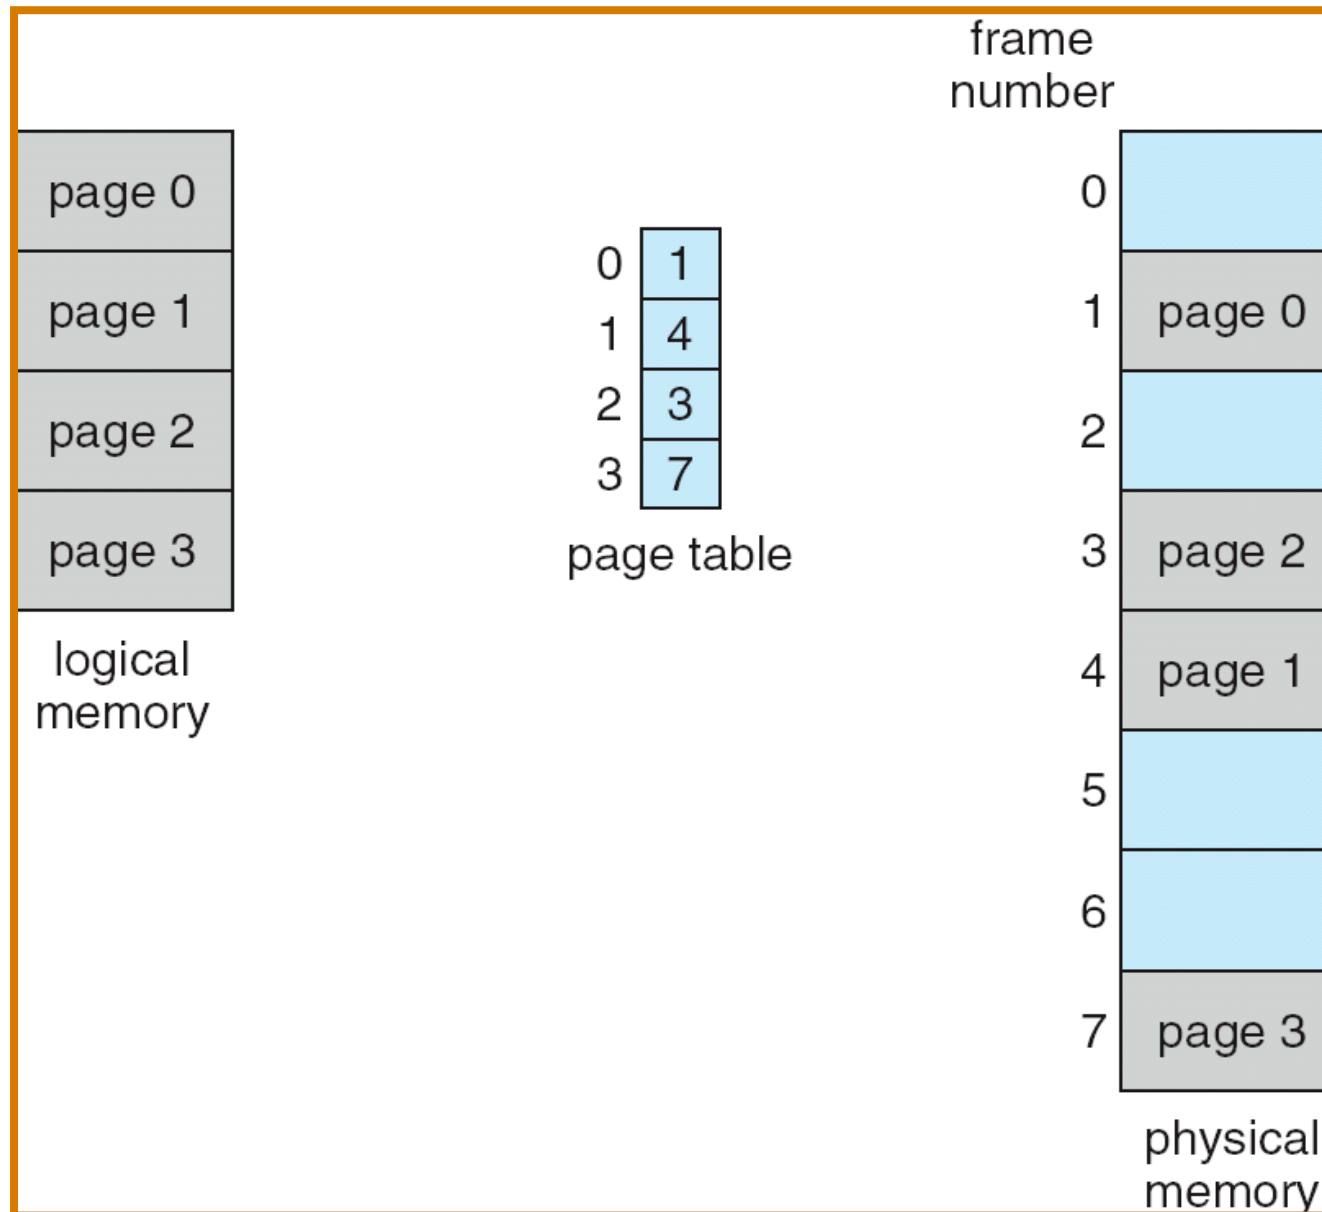 page 0
page 1
page 2
page 3
logical
memory
0 1
1 4
2 3
3 7
page table
frame
number
0
1 page 0
2
3 page 2
4 page 1
5
6
7 page 3
physical
memory